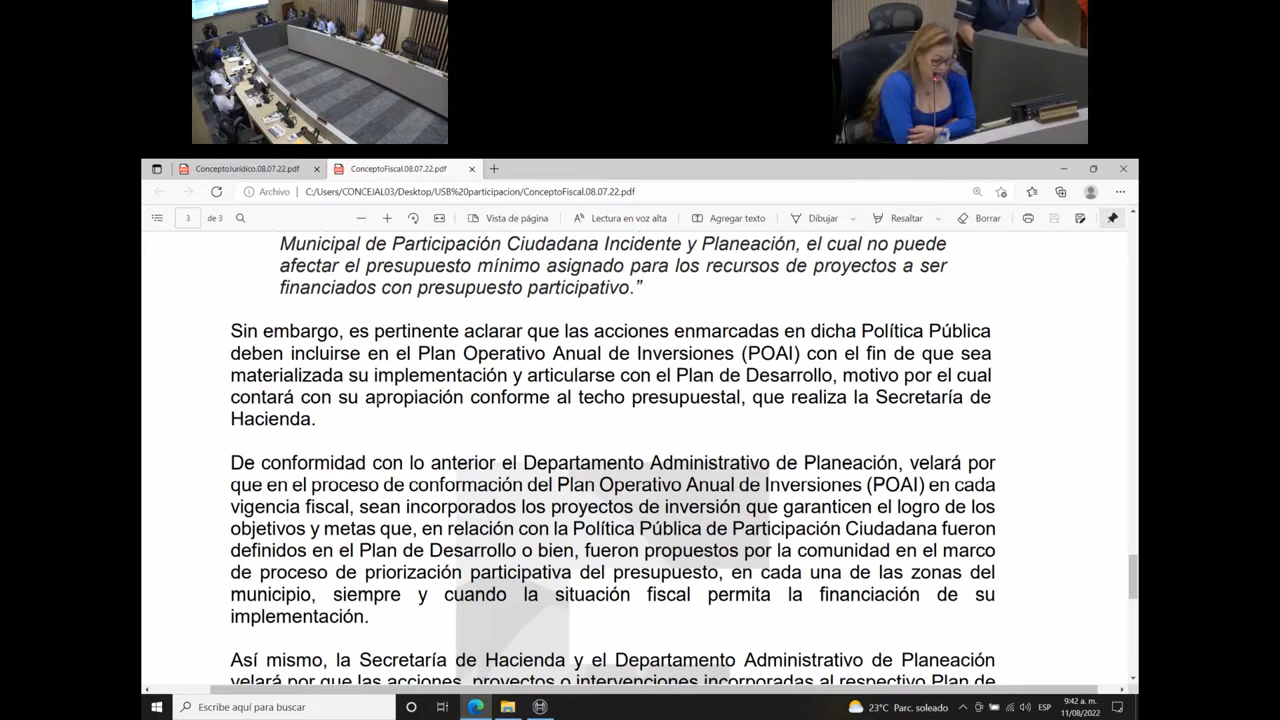 ConceptoJurídico.08.07.22.pdf
ConceptoFiscal.08.07.22.pdf
Archivo
C:/Users/CONCEJAL03/Desktop/USB%20participacion/ConceptoFiscal.08.07.22.pdf
3 de 3
Vista de página
Lectura en voz alta
Agregar texto
Dibujar
Resaltar
Borrar
Municipal de Participación Ciudadana Incidente y Planeación, el cual no puede
afectar el presupuesto mínimo asignado para los recursos de proyectos a ser
financiados con presupuesto participativo.”
Sin embargo, es pertinente aclarar que las acciones enmarcadas en dicha Política Pública
deben incluirse en el Plan Operativo Anual de Inversiones (POAI) con el fin de que sea
materializada su implementación y articularse con el Plan de Desarrollo, motivo por el cual
contará con su apropiación conforme al techo presupuestal, que realiza la Secretaría de
Hacienda.
De conformidad con lo anterior el Departamento Administrativo de Planeación, velará por
que en el proceso de conformación del Plan Operativo Anual de Inversiones (POAI) en cada
vigencia fiscal, sean incorporados los proyectos de inversión que garanticen el logro de los
objetivos y metas que, en relación con la Política Pública de Participación Ciudadana fueron
definidos en el Plan de Desarrollo o bien, fueron propuestos por la comunidad en el marco
de proceso de priorización participativa del presupuesto, en cada una de las zonas del
municipio, siempre y cuando la situación fiscal permita la financiación de su
implementación.
Así mismo, la Secretaría de Hacienda y el Departamento Administrativo de Planeación
velará por que las acciones, proyectos o intervenciones incorporadas al respectivo Plan de
Escribe aquí para buscar
23°C Parc. soleado
ESP
9:42 a. m.
11/08/2022